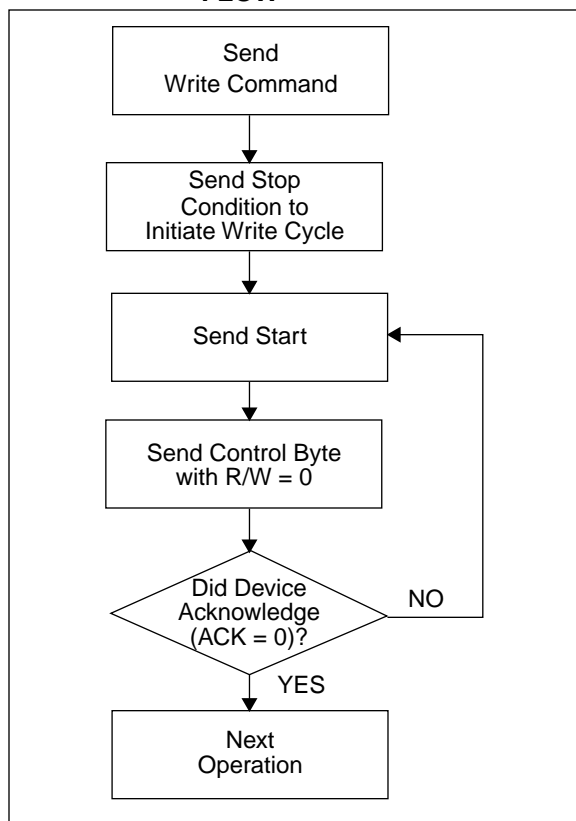 Send
Write Command
Send Stop
Condition to
Initiate Write Cycle
Send Start
Send Control Byte
with R/W = 0
Did Device
Acknowledge
(ACK = 0)?
NO
YES
Next
Operation